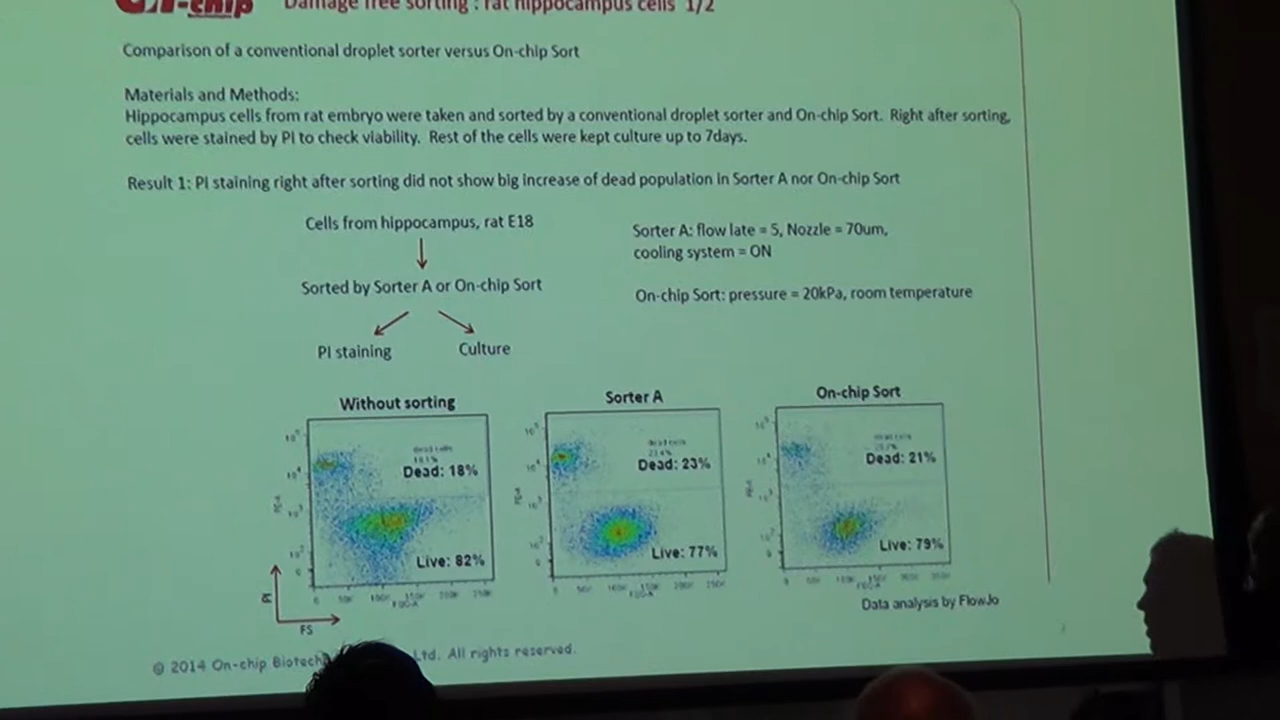 On-chip Damage free sorting : rat hippocampus cells 1/2
Comparison of a conventional droplet sorter versus On-chip Sort
Materials and Methods:
Hippocampus cells from rat embryo were taken and sorted by a conventional droplet sorter and On-chip Sort. Right after sorting,
cells were stained by PI to check viability. Rest of the cells were kept culture up to 7days.
Result 1: PI staining right after sorting did not show big increase of dead population in Sorter A nor On-chip Sort
Cells from hippocampus, rat E18
Sorted by Sorter A or On-chip Sort
PI staining
Culture
Sorter A: flow late = 5, Nozzle = 70um,
cooling system = ON
On-chip Sort: pressure = 20kPa, room temperature
Without sorting
Dead: 18%
Live: 82%
PI
FS
Sorter A
Dead: 23%
Live: 77%
On-chip Sort
Dead: 21%
Live: 79%
Data analysis by FlowJo
© 2014 On-chip Ltd. All rights reserved.